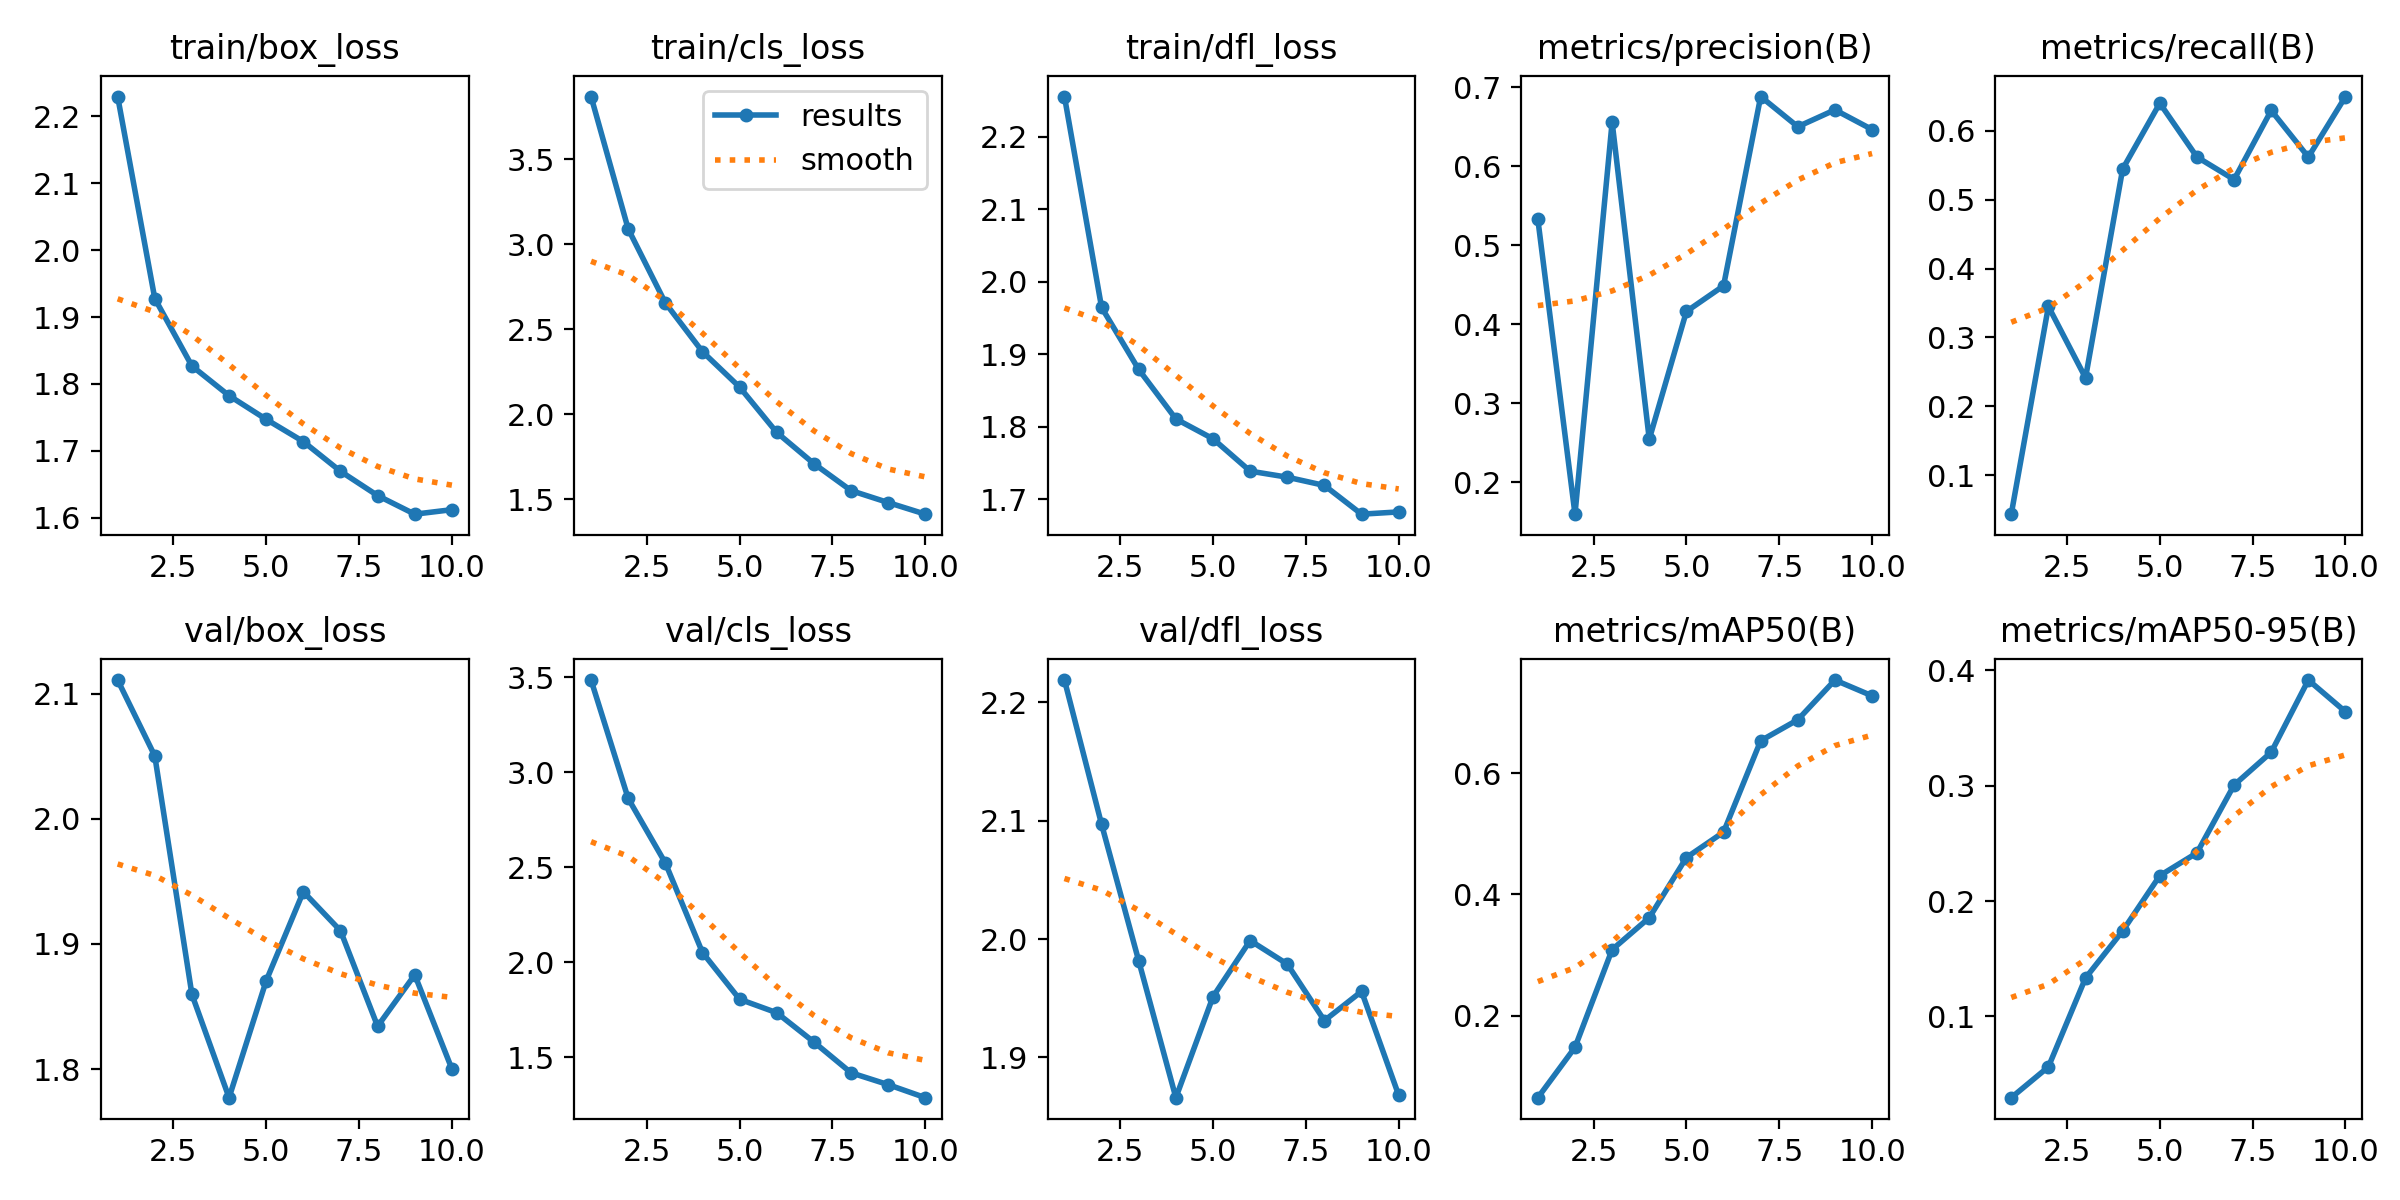 train/box_loss
2.2
2.1
2.0
1.9
1.8
1.7
1.6
2.5 5.0 7.5 10.0
train/cls_loss
results
smooth
3.5
3.0
2.5
2.0
1.5
2.5 5.0 7.5 10.0
train/dfl_loss
2.2
2.1
2.0
1.9
1.8
1.7
2.5 5.0 7.5 10.0
metrics/precision(B)
0.7
0.6
0.5
0.4
0.3
0.2
2.5 5.0 7.5 10.0
metrics/recall(B)
0.6
0.5
0.4
0.3
0.2
0.1
2.5 5.0 7.5 10.0
val/box_loss
2.1
2.0
1.9
1.8
2.5 5.0 7.5 10.0
val/cls_loss
3.5
3.0
2.5
2.0
1.5
2.5 5.0 7.5 10.0
val/dfl_loss
2.2
2.1
2.0
1.9
2.5 5.0 7.5 10.0
metrics/mAP50(B)
0.6
0.4
0.2
2.5 5.0 7.5 10.0
metrics/mAP50-95(B)
0.4
0.3
0.2
0.1
2.5 5.0 7.5 10.0